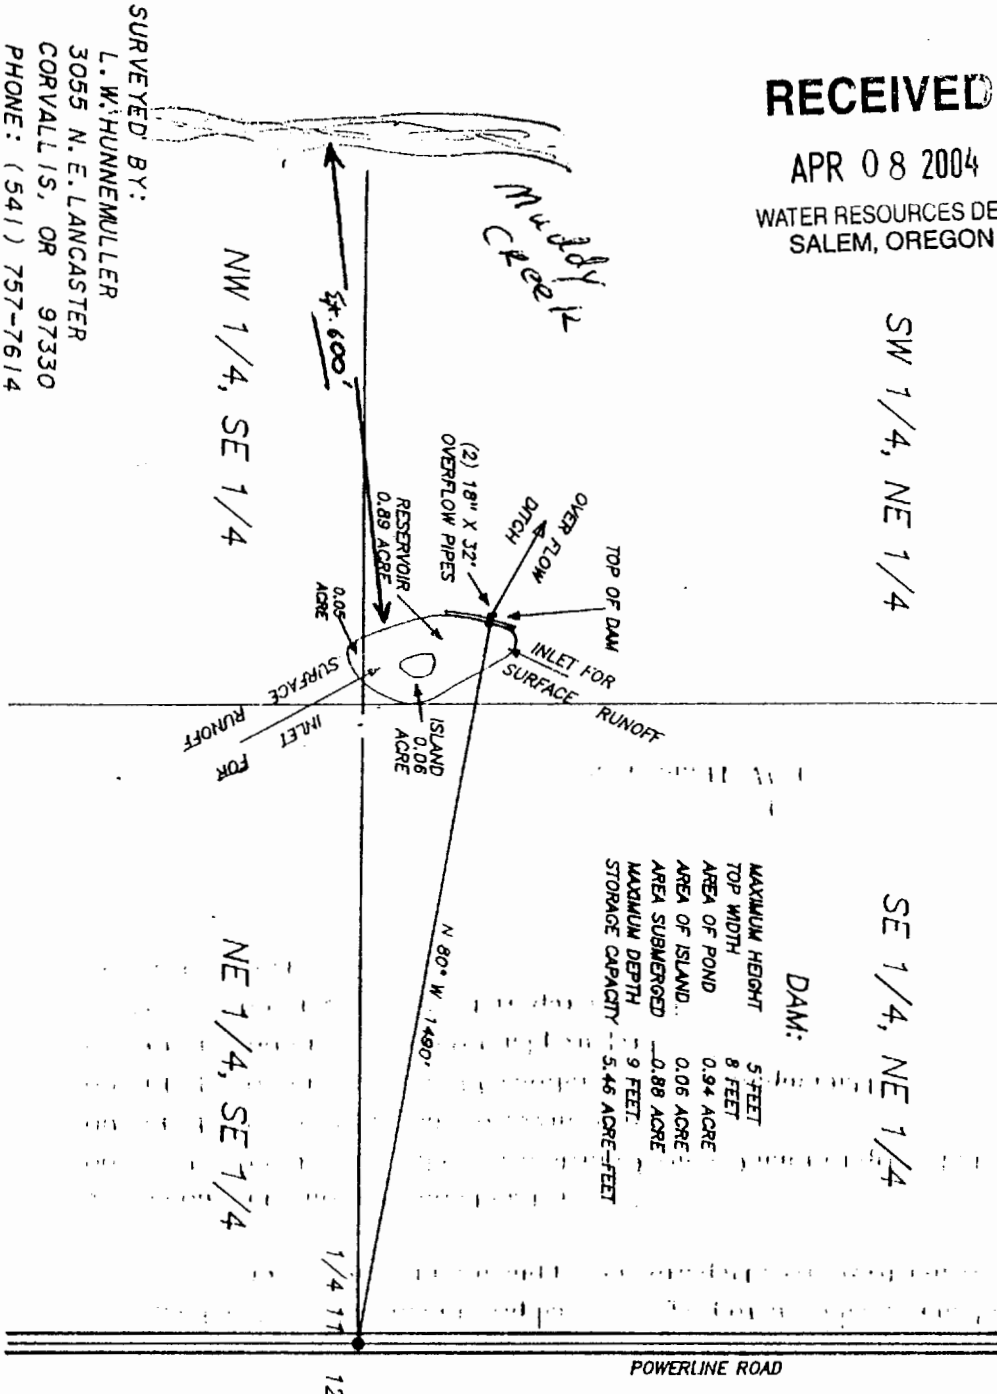 RECEIVED
APR 08 2004
WATER RESOURCES DE
SALEM, OREGON
SURVEYED BY:
L. W. HUNNEMULLER
3055 N.E. LANCASTER
CORVALLIS, OR 97330
PHONE: (541) 757-7614
Muddy
Creek
600'
SW 1/4, NE 1/4
NW 1/4, SE 1/4
SE 1/4, NE 1/4
NE 1/4, SE 1/4
TOP OF DAM
OVER FLOW
DITCH
(2) 18" X 32'
OVERFLOW PIPES
RESERVOIR
0.89 ACRE
0.05
ACRE
INLET FOR
SURFACE RUNOFF
INLET FOR
SURFACE RUNOFF
ISLAND
0.06
ACRE
N 80° W 1490'
DAM:
MAXIMUM HEIGHT 5 FEET
TOP WIDTH 8 FEET
AREA OF POND 0.94 ACRE
AREA OF ISLAND 0.06 ACRE
AREA SUBMERGED 0.88 ACRE
MAXIMUM DEPTH 9 FEET
STORAGE CAPACITY 5.46 ACRE-FEET
1/4 11
12
POWERLINE ROAD